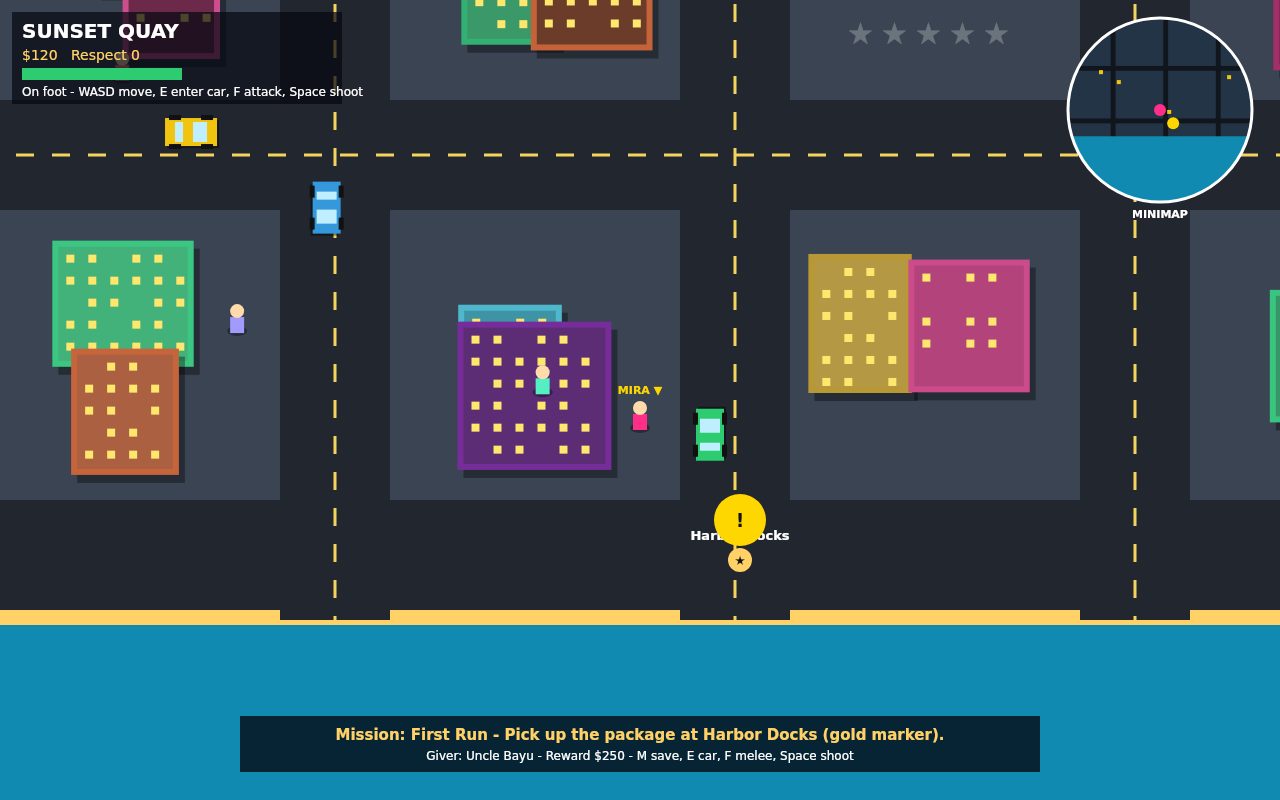 SUNSET QUAY
$120 Respect 0
On foot - WASD move, E enter car, F attack, Space shoot
MINIMAP
MIRA ▼
!
Harbor Docks
Mission: First Run - Pick up the package at Harbor Docks (gold marker).
Giver: Uncle Bayu - Reward $250 - M save, E car, F melee, Space shoot